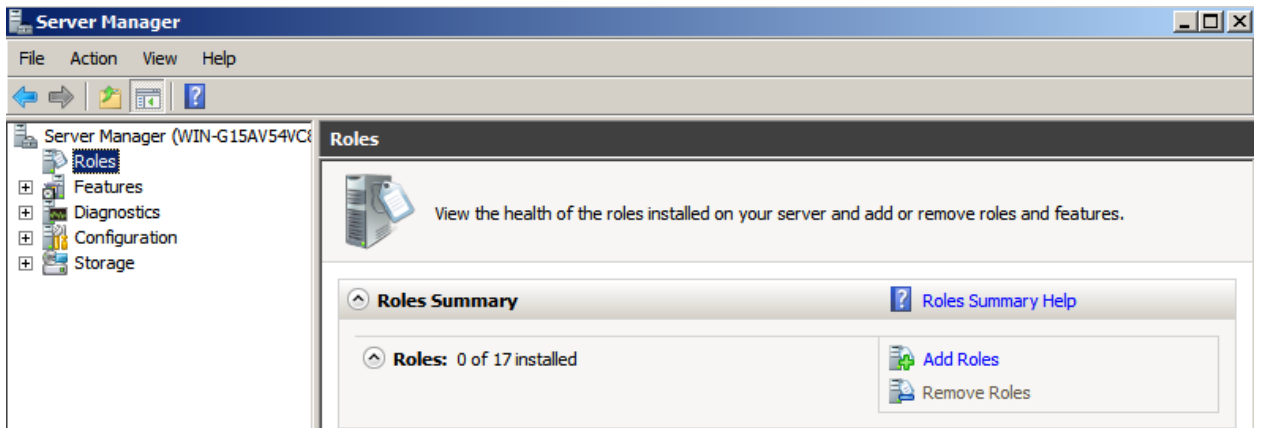 Server Manager
File Action View Help
Server Manager (WIN-G15AV54VC8
Roles
Features
Diagnostics
Configuration
Storage
Roles
View the health of the roles installed on your server and add or remove roles and features.
Roles Summary
Roles Summary Help
Roles: 0 of 17 installed
Add Roles
Remove Roles